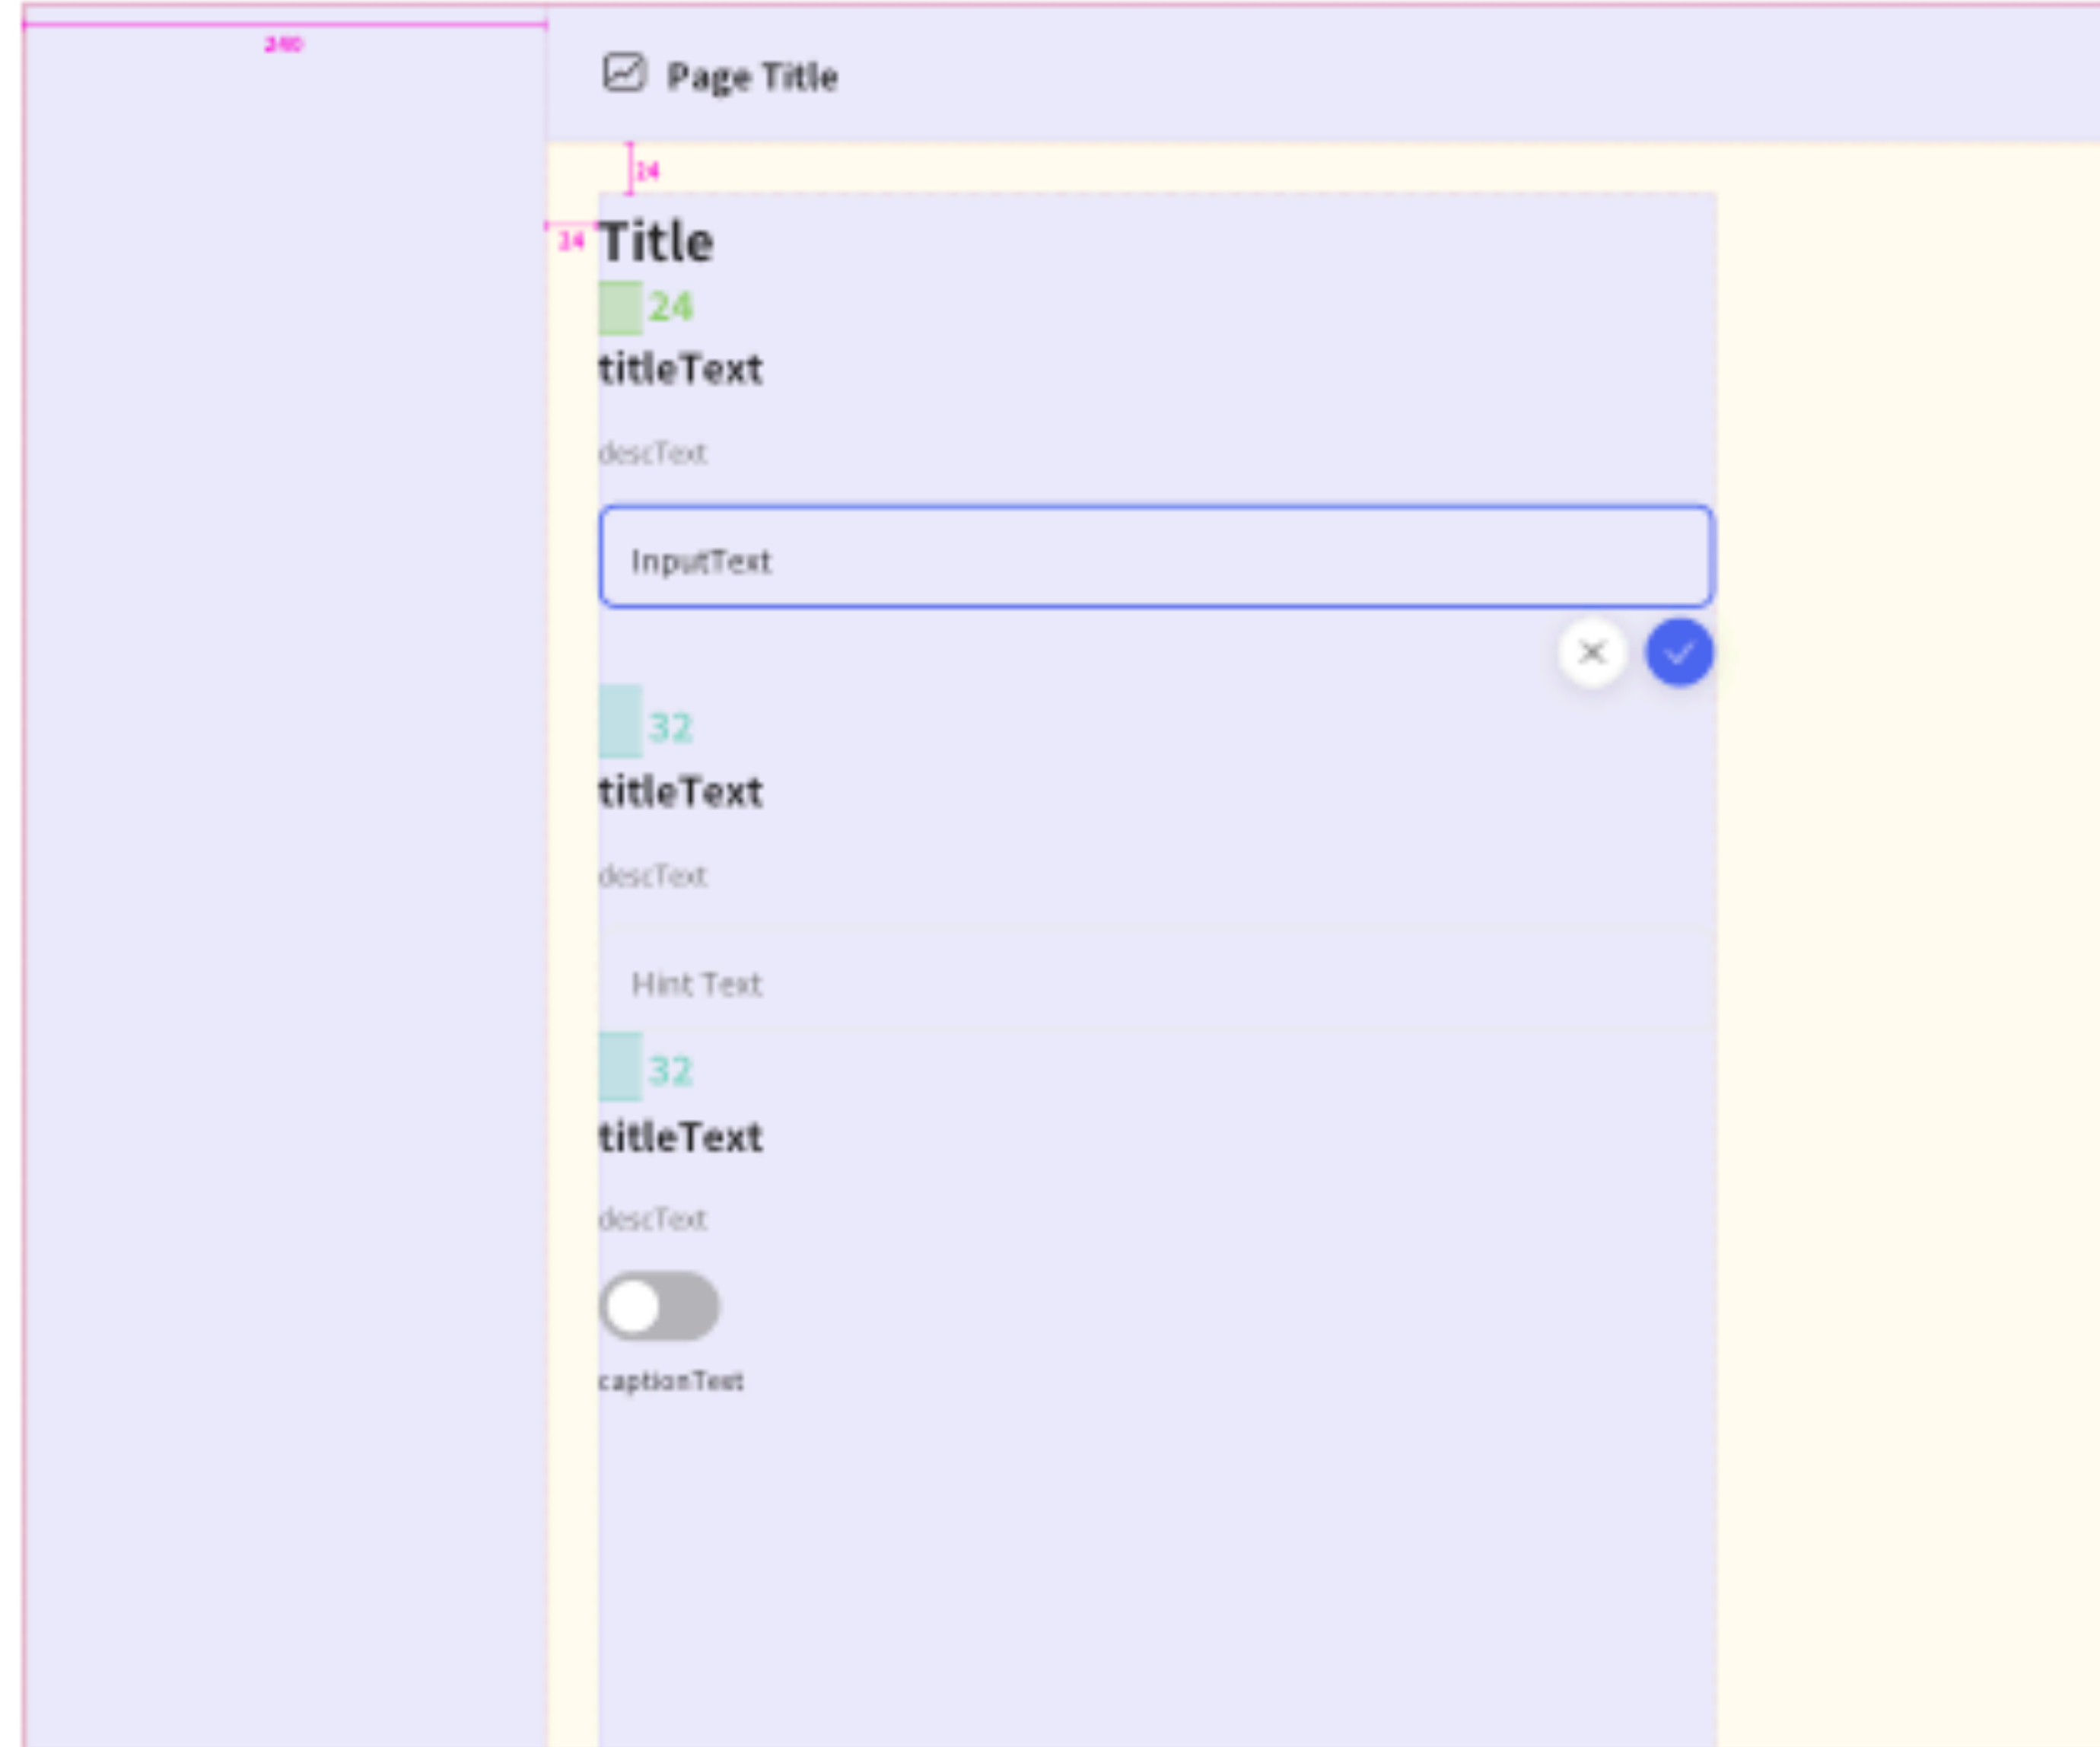 240
Page Title
24
24
Title
24
titleText
descText
InputText
32
titleText
descText
Hint Text
32
titleText
descText
captionText